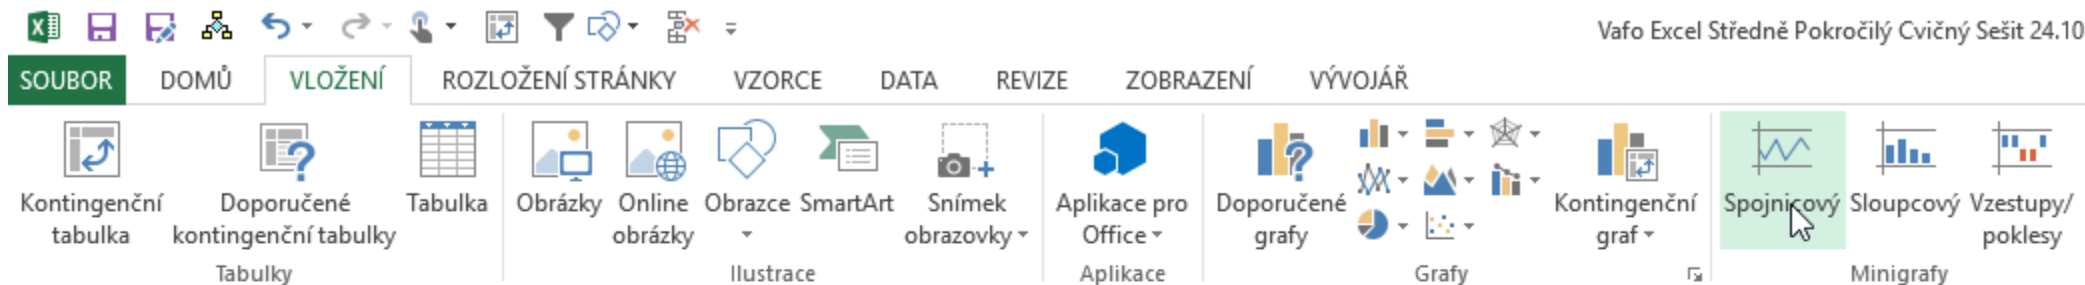 Vafo Excel Středně Pokročilý Cvičný Sešit 24.10
SOUBOR DOMŮ VLOŽENÍ ROZLOŽENÍ STRÁNKY VZORCE DATA REVIZE ZOBRAZENÍ VÝVOJÁŘ
Kontingenční tabulka
Doporučené kontingenční tabulky
Tabulka
Tabulky
Obrázky
Online obrázky
Obrazce
SmartArt
Snímek obrazovky
Ilustrace
Aplikace pro Office
Aplikace
Doporučené grafy
Kontingenční graf
Grafy
Spojnicový
Sloupcový
Vzestupy/ poklesy
Minigrafy